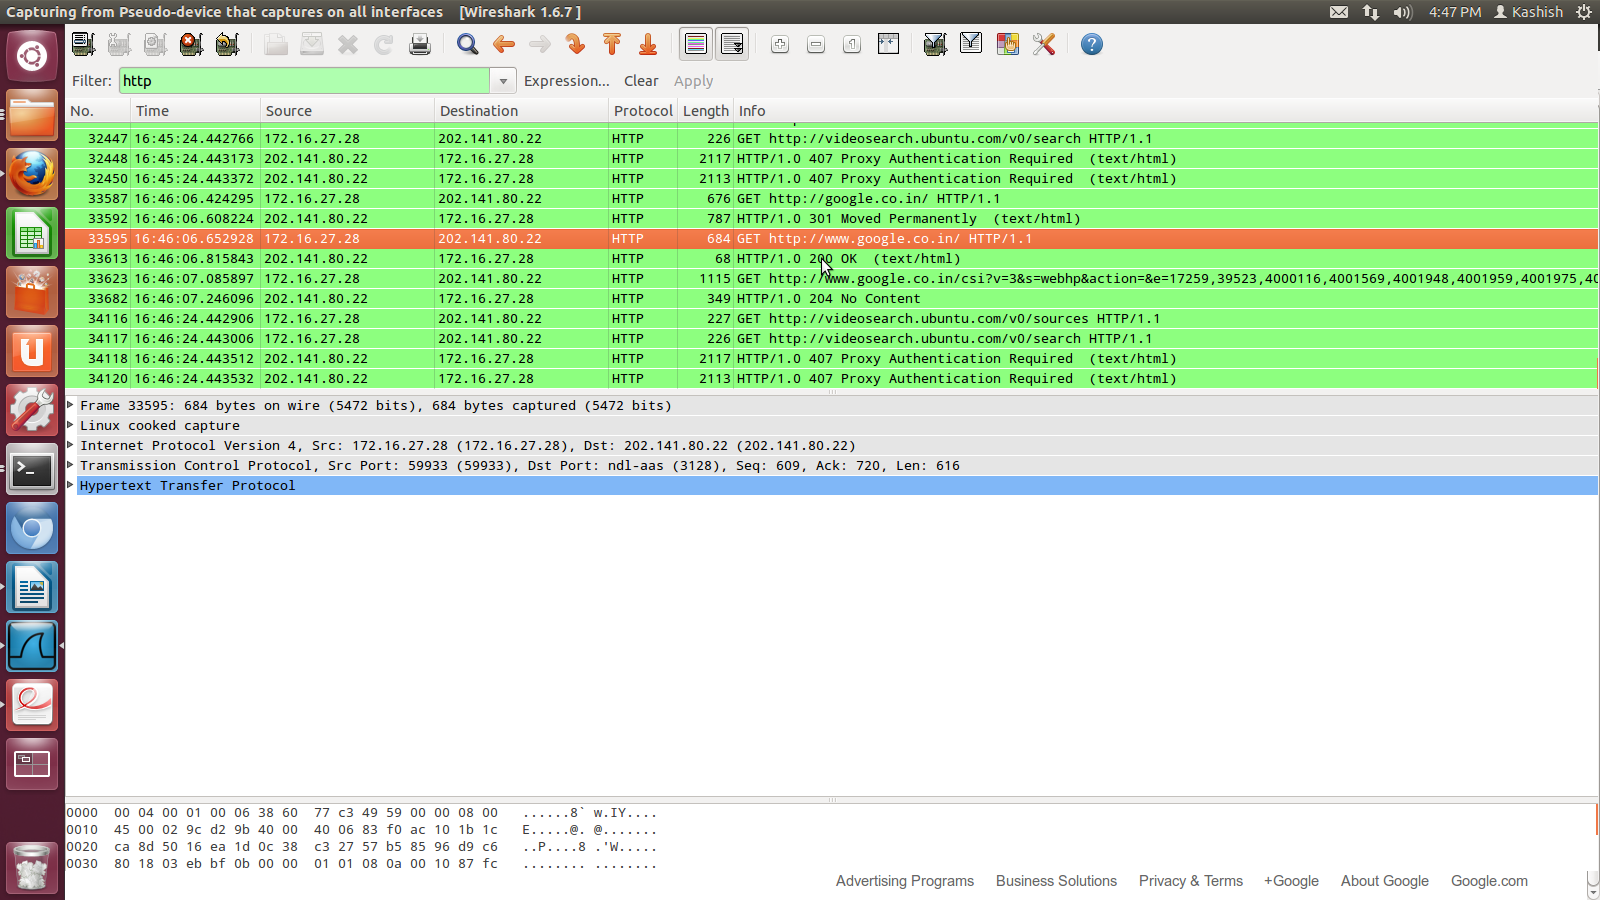 Capturing from Pseudo-device that captures on all interfaces [Wireshark 1.6.7 ] 4:47 PM Kashish
Filter: http Expression... Clear Apply
No. Time Source Destination Protocol Length Info
32447 16:45:24.442766 172.16.27.28 202.141.80.22 HTTP 226 GET http://videosearch.ubuntu.com/v0/search HTTP/1.1
32448 16:45:24.443173 202.141.80.22 172.16.27.28 HTTP 2117 HTTP/1.0 407 Proxy Authentication Required (text/html)
32450 16:45:24.443372 202.141.80.22 172.16.27.28 HTTP 2113 HTTP/1.0 407 Proxy Authentication Required (text/html)
33587 16:46:06.424295 172.16.27.28 202.141.80.22 HTTP 676 GET http://google.co.in/ HTTP/1.1
33592 16:46:06.608224 202.141.80.22 172.16.27.28 HTTP 787 HTTP/1.0 301 Moved Permanently (text/html)
33595 16:46:06.652928 172.16.27.28 202.141.80.22 HTTP 684 GET http://www.google.co.in/ HTTP/1.1
33613 16:46:06.815843 202.141.80.22 172.16.27.28 HTTP 68 HTTP/1.0 200 OK (text/html)
33623 16:46:07.085897 172.16.27.28 202.141.80.22 HTTP 1115 GET http://www.google.co.in/csi?v=3&s=webhp&action=&e=17259,39523,4000116,4001569,4001948,4001959,4001975,40
33682 16:46:07.246096 202.141.80.22 172.16.27.28 HTTP 349 HTTP/1.0 204 No Content
34116 16:46:24.442906 172.16.27.28 202.141.80.22 HTTP 227 GET http://videosearch.ubuntu.com/v0/sources HTTP/1.1
34117 16:46:24.443006 172.16.27.28 202.141.80.22 HTTP 226 GET http://videosearch.ubuntu.com/v0/search HTTP/1.1
34118 16:46:24.443512 202.141.80.22 172.16.27.28 HTTP 2117 HTTP/1.0 407 Proxy Authentication Required (text/html)
34120 16:46:24.443532 202.141.80.22 172.16.27.28 HTTP 2113 HTTP/1.0 407 Proxy Authentication Required (text/html)
Frame 33595: 684 bytes on wire (5472 bits), 684 bytes captured (5472 bits)
Linux cooked capture
Internet Protocol Version 4, Src: 172.16.27.28 (172.16.27.28), Dst: 202.141.80.22 (202.141.80.22)
Transmission Control Protocol, Src Port: 59933 (59933), Dst Port: ndl-aas (3128), Seq: 609, Ack: 720, Len: 616
Hypertext Transfer Protocol
0000 00 04 00 01 00 06 38 60 77 c3 49 59 00 00 08 00 ......8` w.IY....
0010 45 00 02 9c d2 9b 40 00 40 06 83 f0 ac 10 1b 1c E.....@. @.......
0020 ca 8d 50 16 ea 1d 0c 38 c3 27 57 b5 85 96 d9 c6 ..P....8 .'W.....
0030 80 18 03 eb bf 0b 00 00 01 01 08 0a 00 10 87 fc ........ ........
Advertising Programs Business Solutions Privacy & Terms +Google About Google Google.com